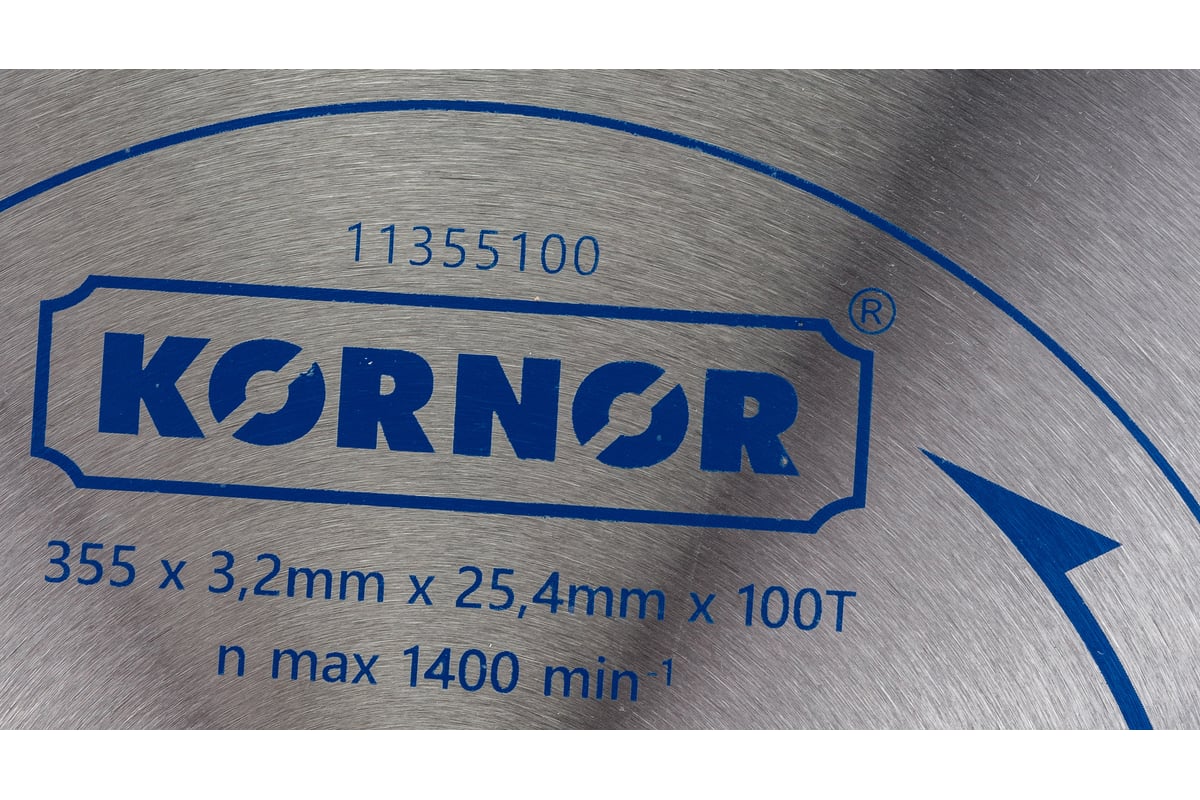 11355100
KORNOR ®
355 x 3,2mm x 25,4mm x 100T
n max 1400 min⁻¹